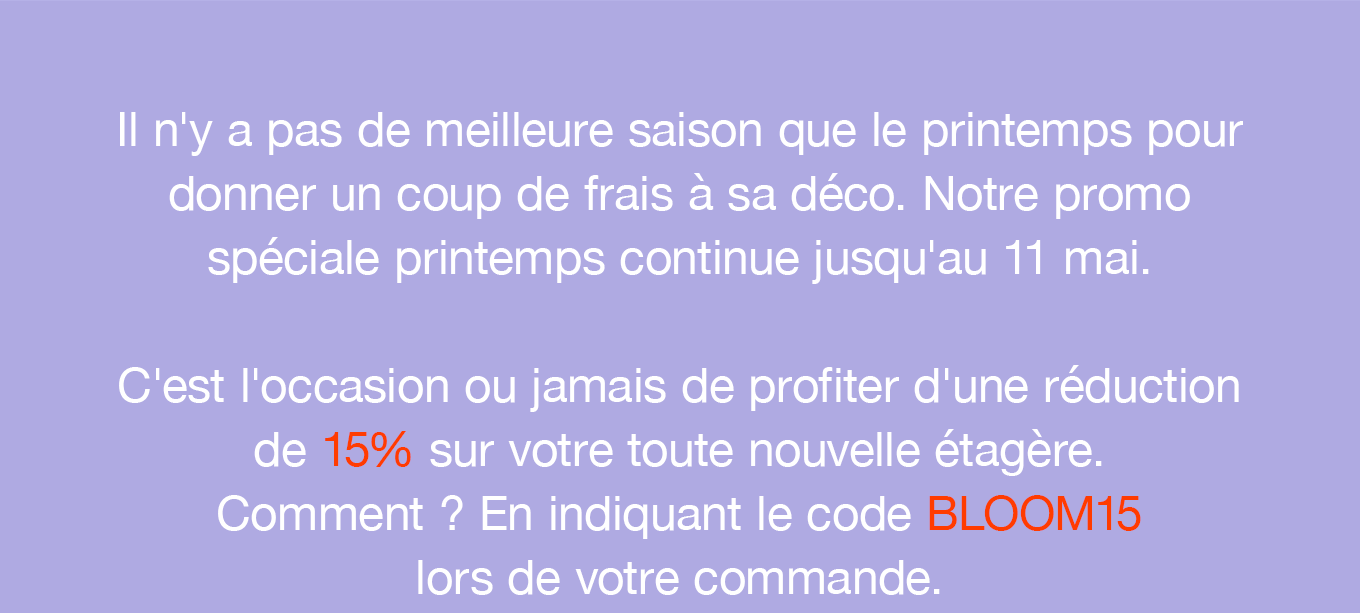 Il n'y a pas de meilleure saison que le printemps pour
donner un coup de frais à sa déco. Notre promo
spéciale printemps continue jusqu'au 11 mai.
C'est l'occasion ou jamais de profiter d'une réduction
de 15% sur votre toute nouvelle étagère.
Comment ? En indiquant le code BLOOM15
lors de votre commande.